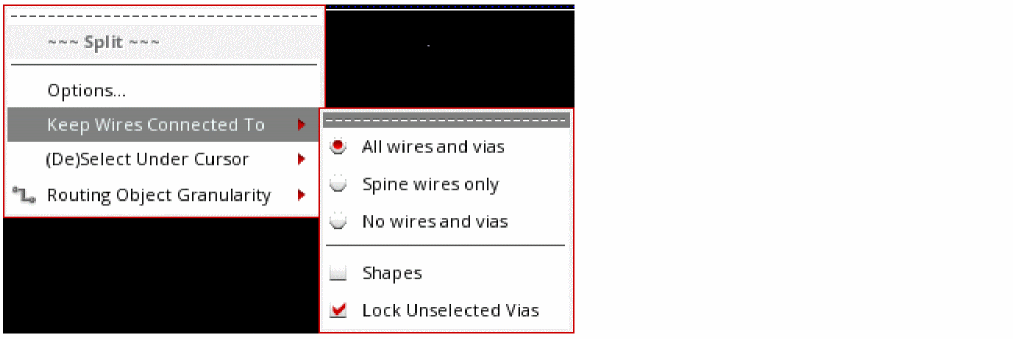 ~~~ Split ~~~
Options...
Keep Wires Connected To
(De)Select Under Cursor
Routing Object Granularity
All wires and vias
Spine wires only
No wires and vias
Shapes
Lock Unselected Vias